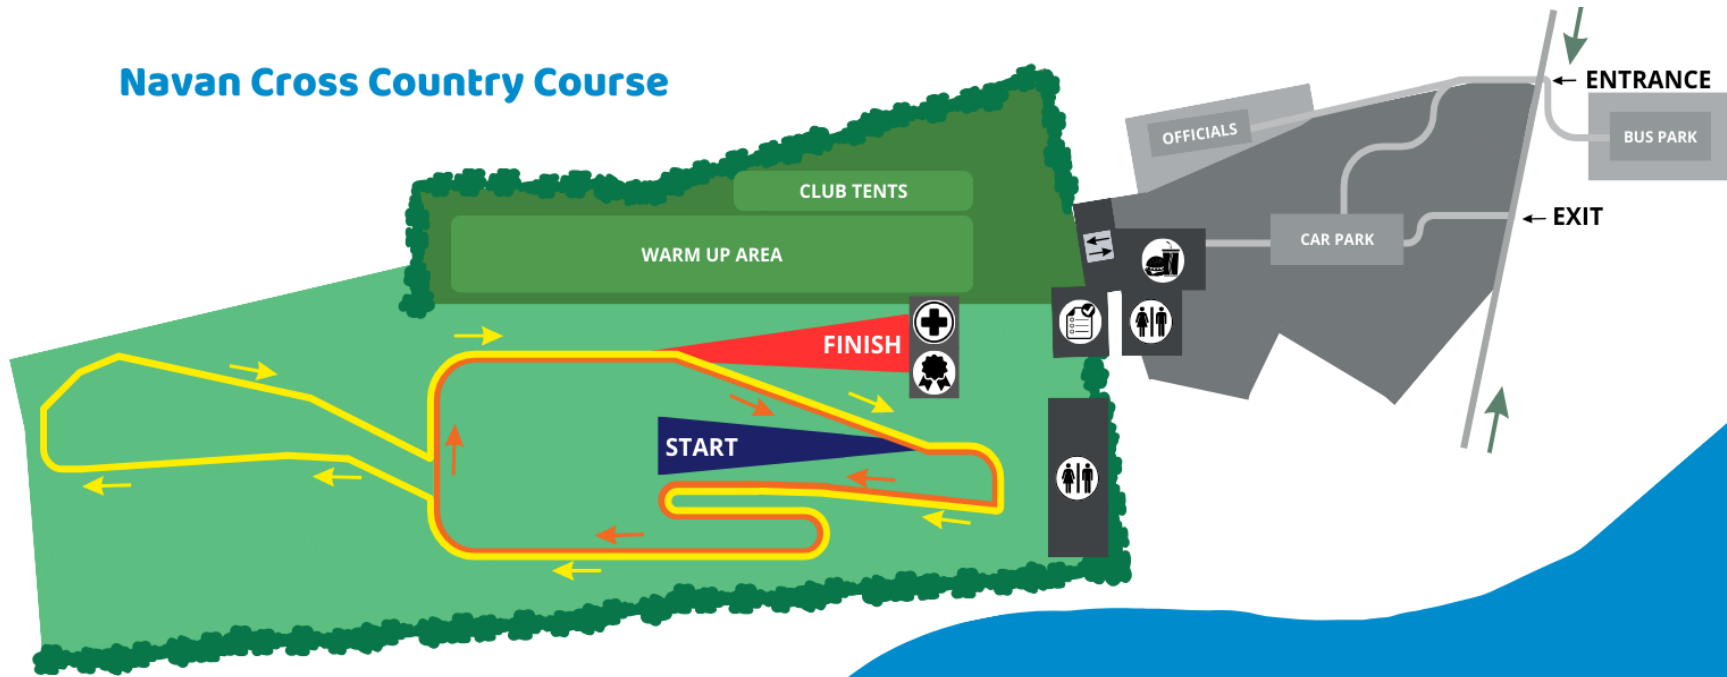 Navan Cross Country Course
ENTRANCE
OFFICIALS
BUS PARK
CLUB TENTS
EXIT
CAR PARK
WARM UP AREA
FINISH
START